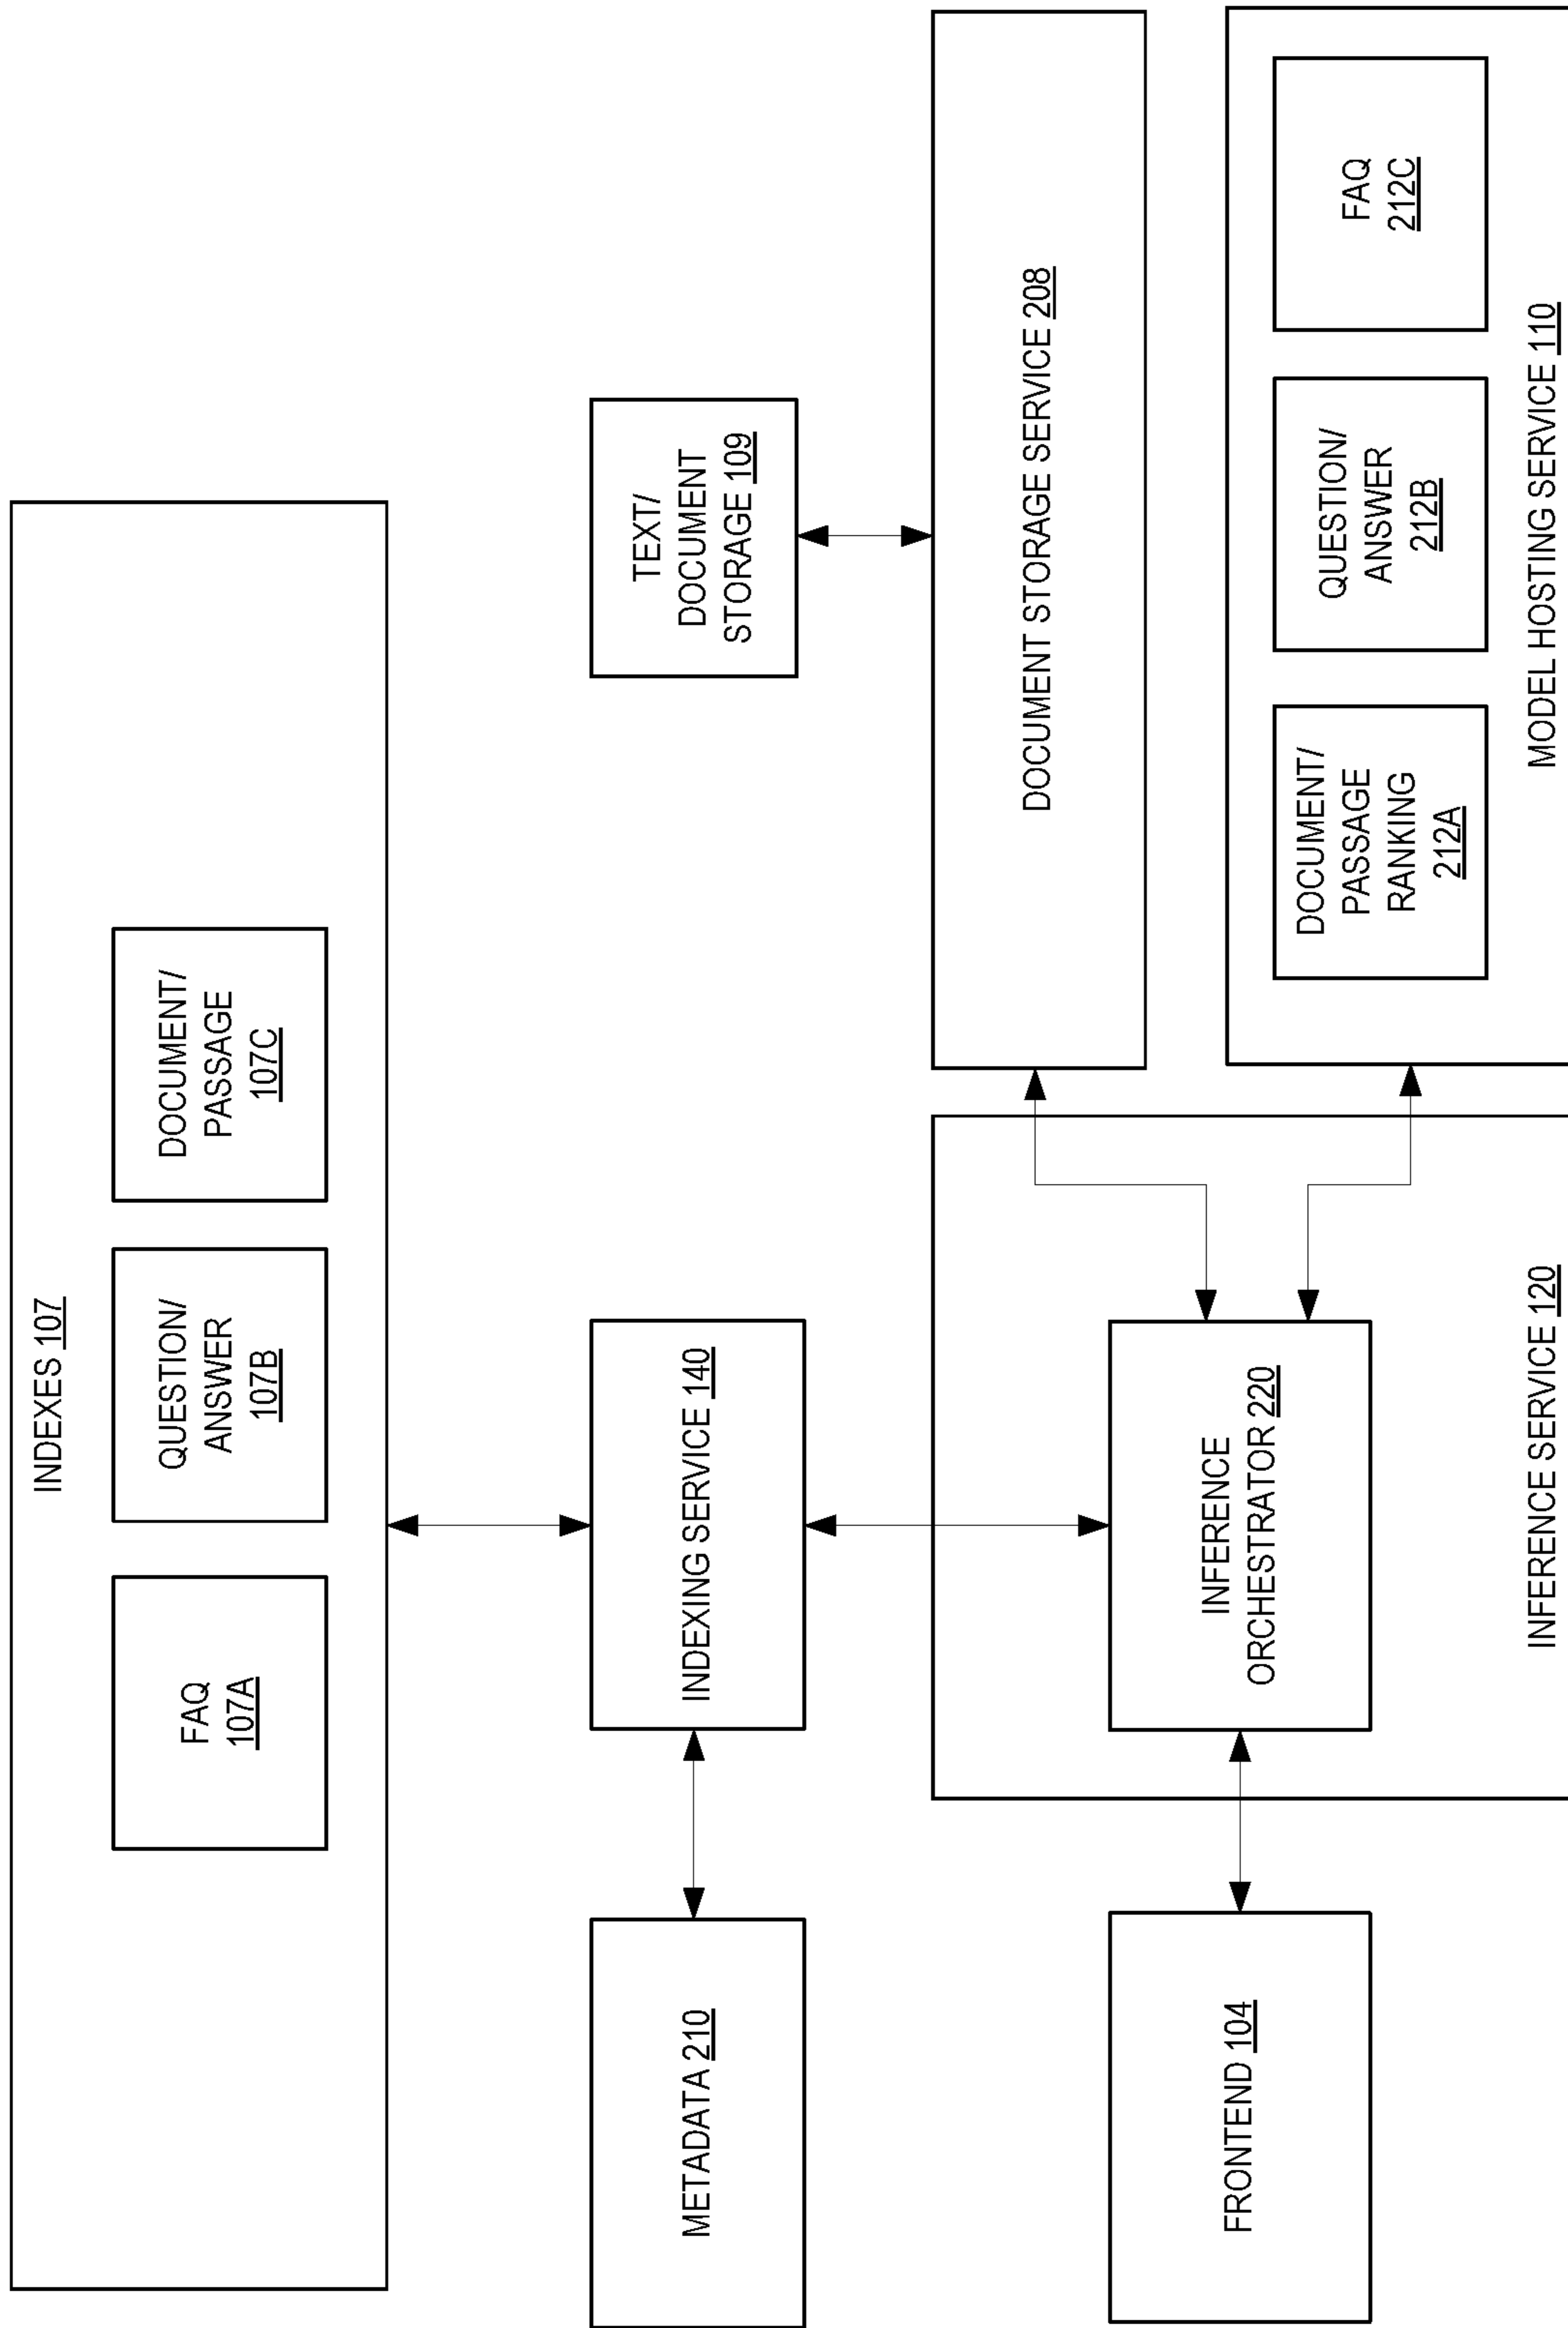 INDEXES 107
FAQ
107A
QUESTION/
ANSWER
107B
DOCUMENT/
PASSAGE
107C
METADATA 210
INDEXING SERVICE 140
TEXT/
DOCUMENT
STORAGE 109
FRONTEND 104
INFERENCE
ORCHESTRATOR 220
INFERENCE SERVICE 120
DOCUMENT STORAGE SERVICE 208
DOCUMENT/
PASSAGE
RANKING
212A
QUESTION/
ANSWER
212B
FAQ
212C
MODEL HOSTING SERVICE 110